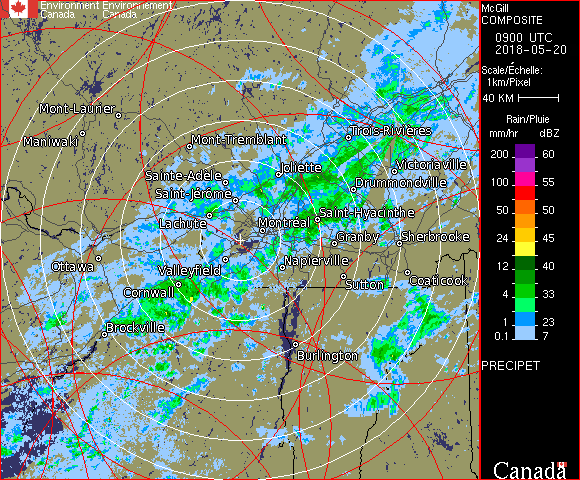 Environment Environnement
Canada Canada
McGill
COMPOSITE
0900 UTC
2018-05-20
Scale/Échelle:
1km/Pixel
40 KM
Rain/Pluie
mm/hr dBZ
200 60
100 55
50 50
24 45
12 40
4 33
1 23
0.1 7
PRECIPET
Canada
Mont-Laurier
Maniwaki
Mont-Tremblant
Trois-Rivières
Sainte-Adèle
Joliette
Victoriaville
Saint-Jérôme
Drummondville
Lachute
Montréal
Saint-Hyacinthe
Granby
Sherbrooke
Ottawa
Valleyfield
Napierville
Cornwall
Sutton
Coaticook
Brockville
Burlington